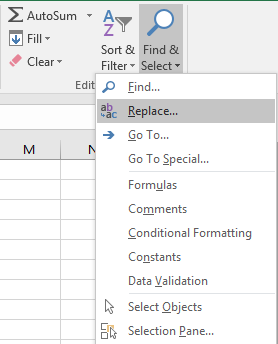 AutoSum
Fill
Clear
Sort &
Filter
Find &
Select
Edit
Find...
Replace...
Go To...
Go To Special...
Formulas
Comments
Conditional Formatting
Constants
Data Validation
Select Objects
Selection Pane...
M